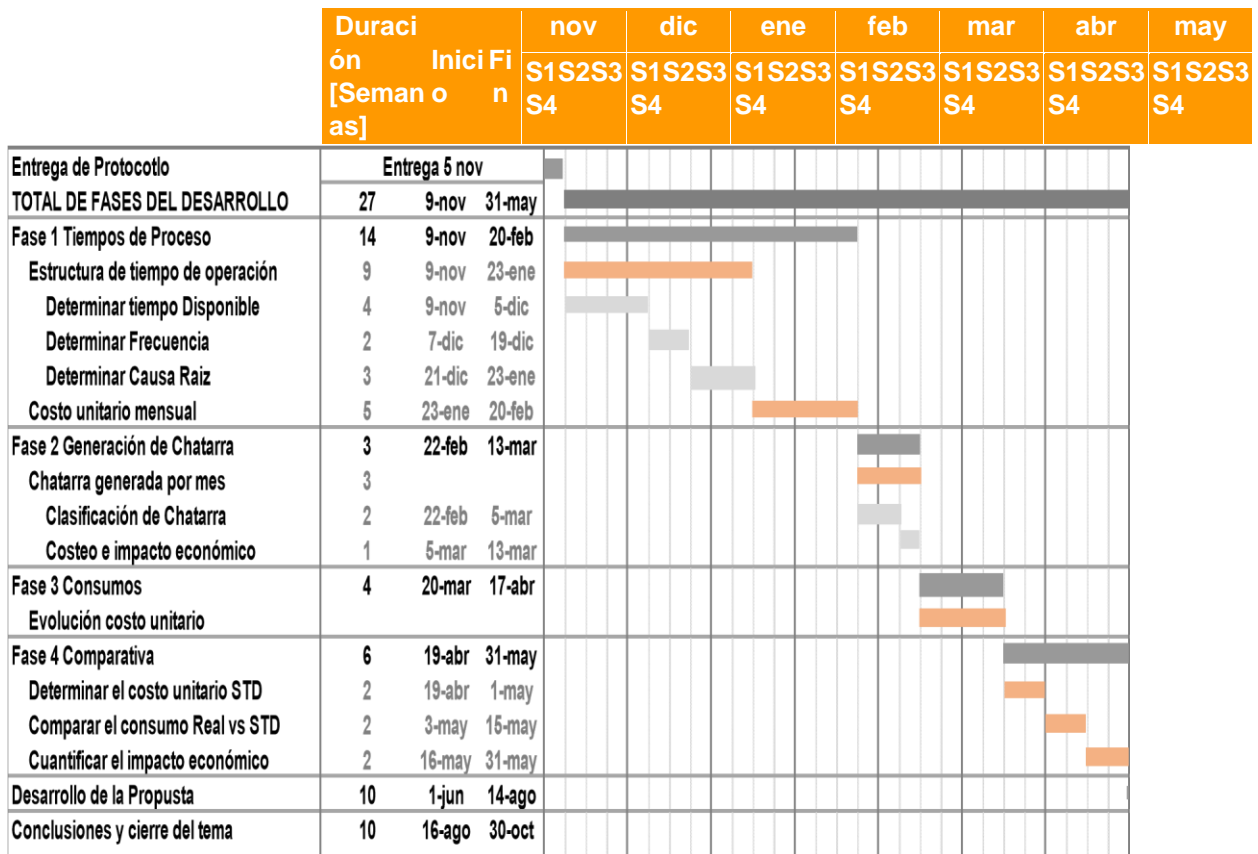 Duraci
ón
[Seman
as]
Inici
o
Fi
n
nov dic ene feb mar abr may
S1S2S3 S1S2S3 S1S2S3 S1S2S3 S1S2S3 S1S2S3 S1S2S3
S4 S4 S4 S4 S4 S4 S4
Entrega de Protocotlo Entrega 5 nov
TOTAL DE FASES DEL DESARROLLO 27 9-nov 31-may
Fase 1 Tiempos de Proceso 14 9-nov 20-feb
Estructura de tiempo de operación 9 9-nov 23-ene
Determinar tiempo Disponible 4 9-nov 5-dic
Determinar Frecuencia 2 7-dic 19-dic
Determinar Causa Raiz 3 21-dic 23-ene
Costo unitario mensual 5 23-ene 20-feb
Fase 2 Generación de Chatarra 3 22-feb 13-mar
Chatarra generada por mes 3
Clasificación de Chatarra 2 22-feb 5-mar
Costeo e impacto económico 1 5-mar 13-mar
Fase 3 Consumos 4 20-mar 17-abr
Evolución costo unitario
Fase 4 Comparativa 6 19-abr 31-may
Determinar el costo unitario STD 2 19-abr 1-may
Comparar el consumo Real vs STD 2 3-may 15-may
Cuantificar el impacto económico 2 16-may 31-may
Desarrollo de la Propusta 10 1-jun 14-ago
Conclusiones y cierre del tema 10 16-ago 30-oct